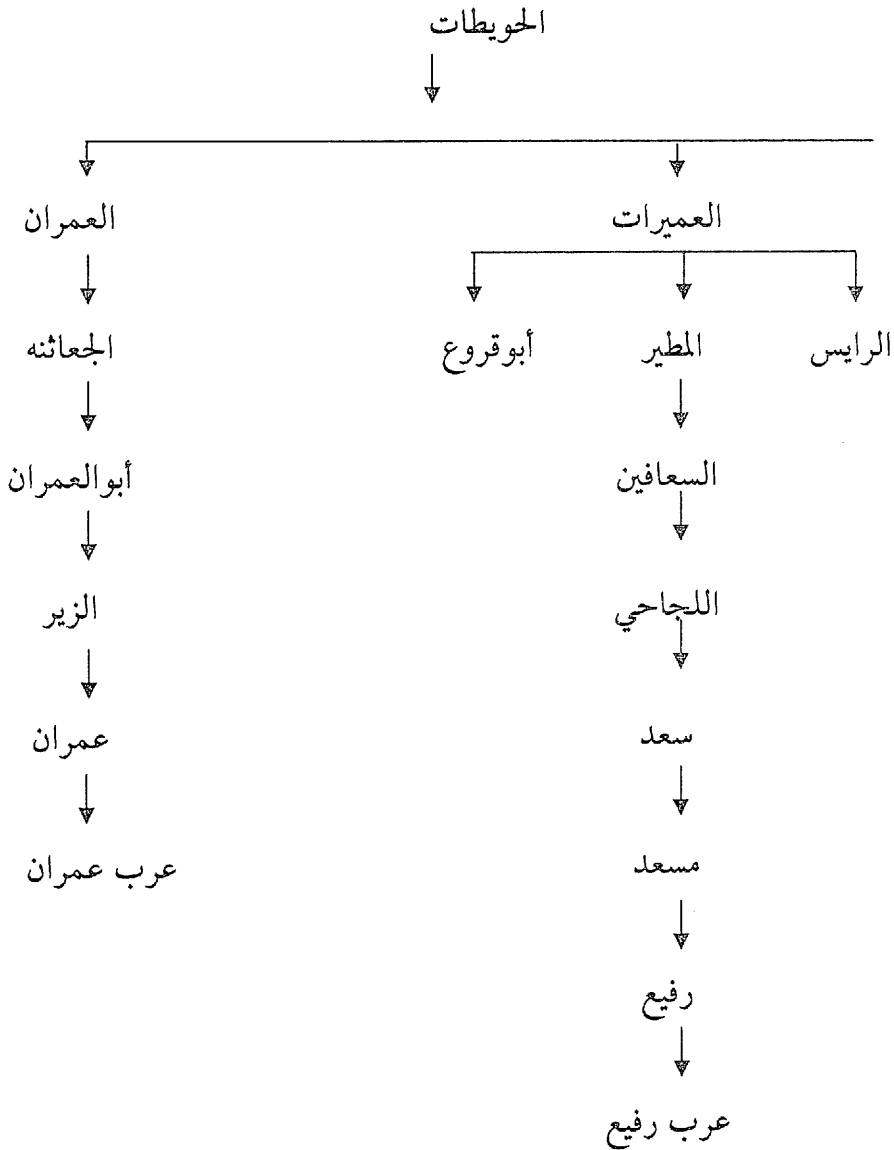 الحويطات
العميرات العمران
الرايس المطير أبوقروع الجعاثنه
السعافين أبوالعمران
اللجاحي الزير
سعد عمران
مسعد عرب عمران
رفيع
عرب رفيع